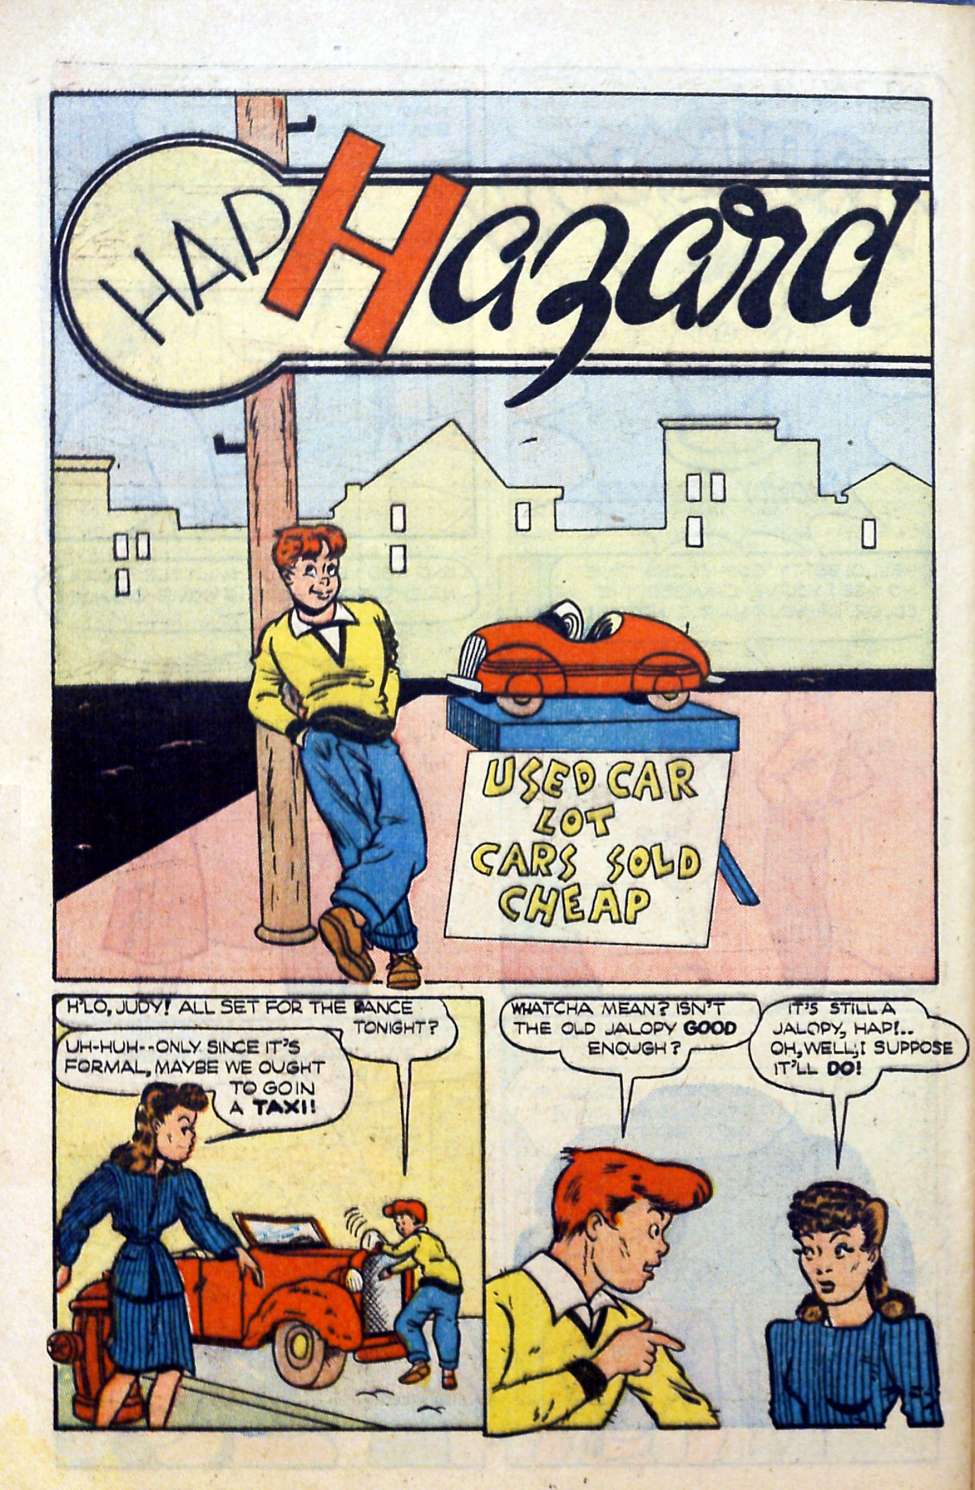 HAP Hazard
USED CAR
LOT
CARS SOLD
CHEAP
H'LO, JUDY! ALL SET FOR THE DANCE
TONIGHT?
UH-HUH--ONLY SINCE IT'S
FORMAL, MAYBE WE OUGHT
TO GO IN
A TAXI!
WHATCHA MEAN? ISN'T
THE OLD JALOPY GOOD
ENOUGH?
IT'S STILL A
JALOPY, HAP!..
OH, WELL, I SUPPOSE
IT'LL DO!